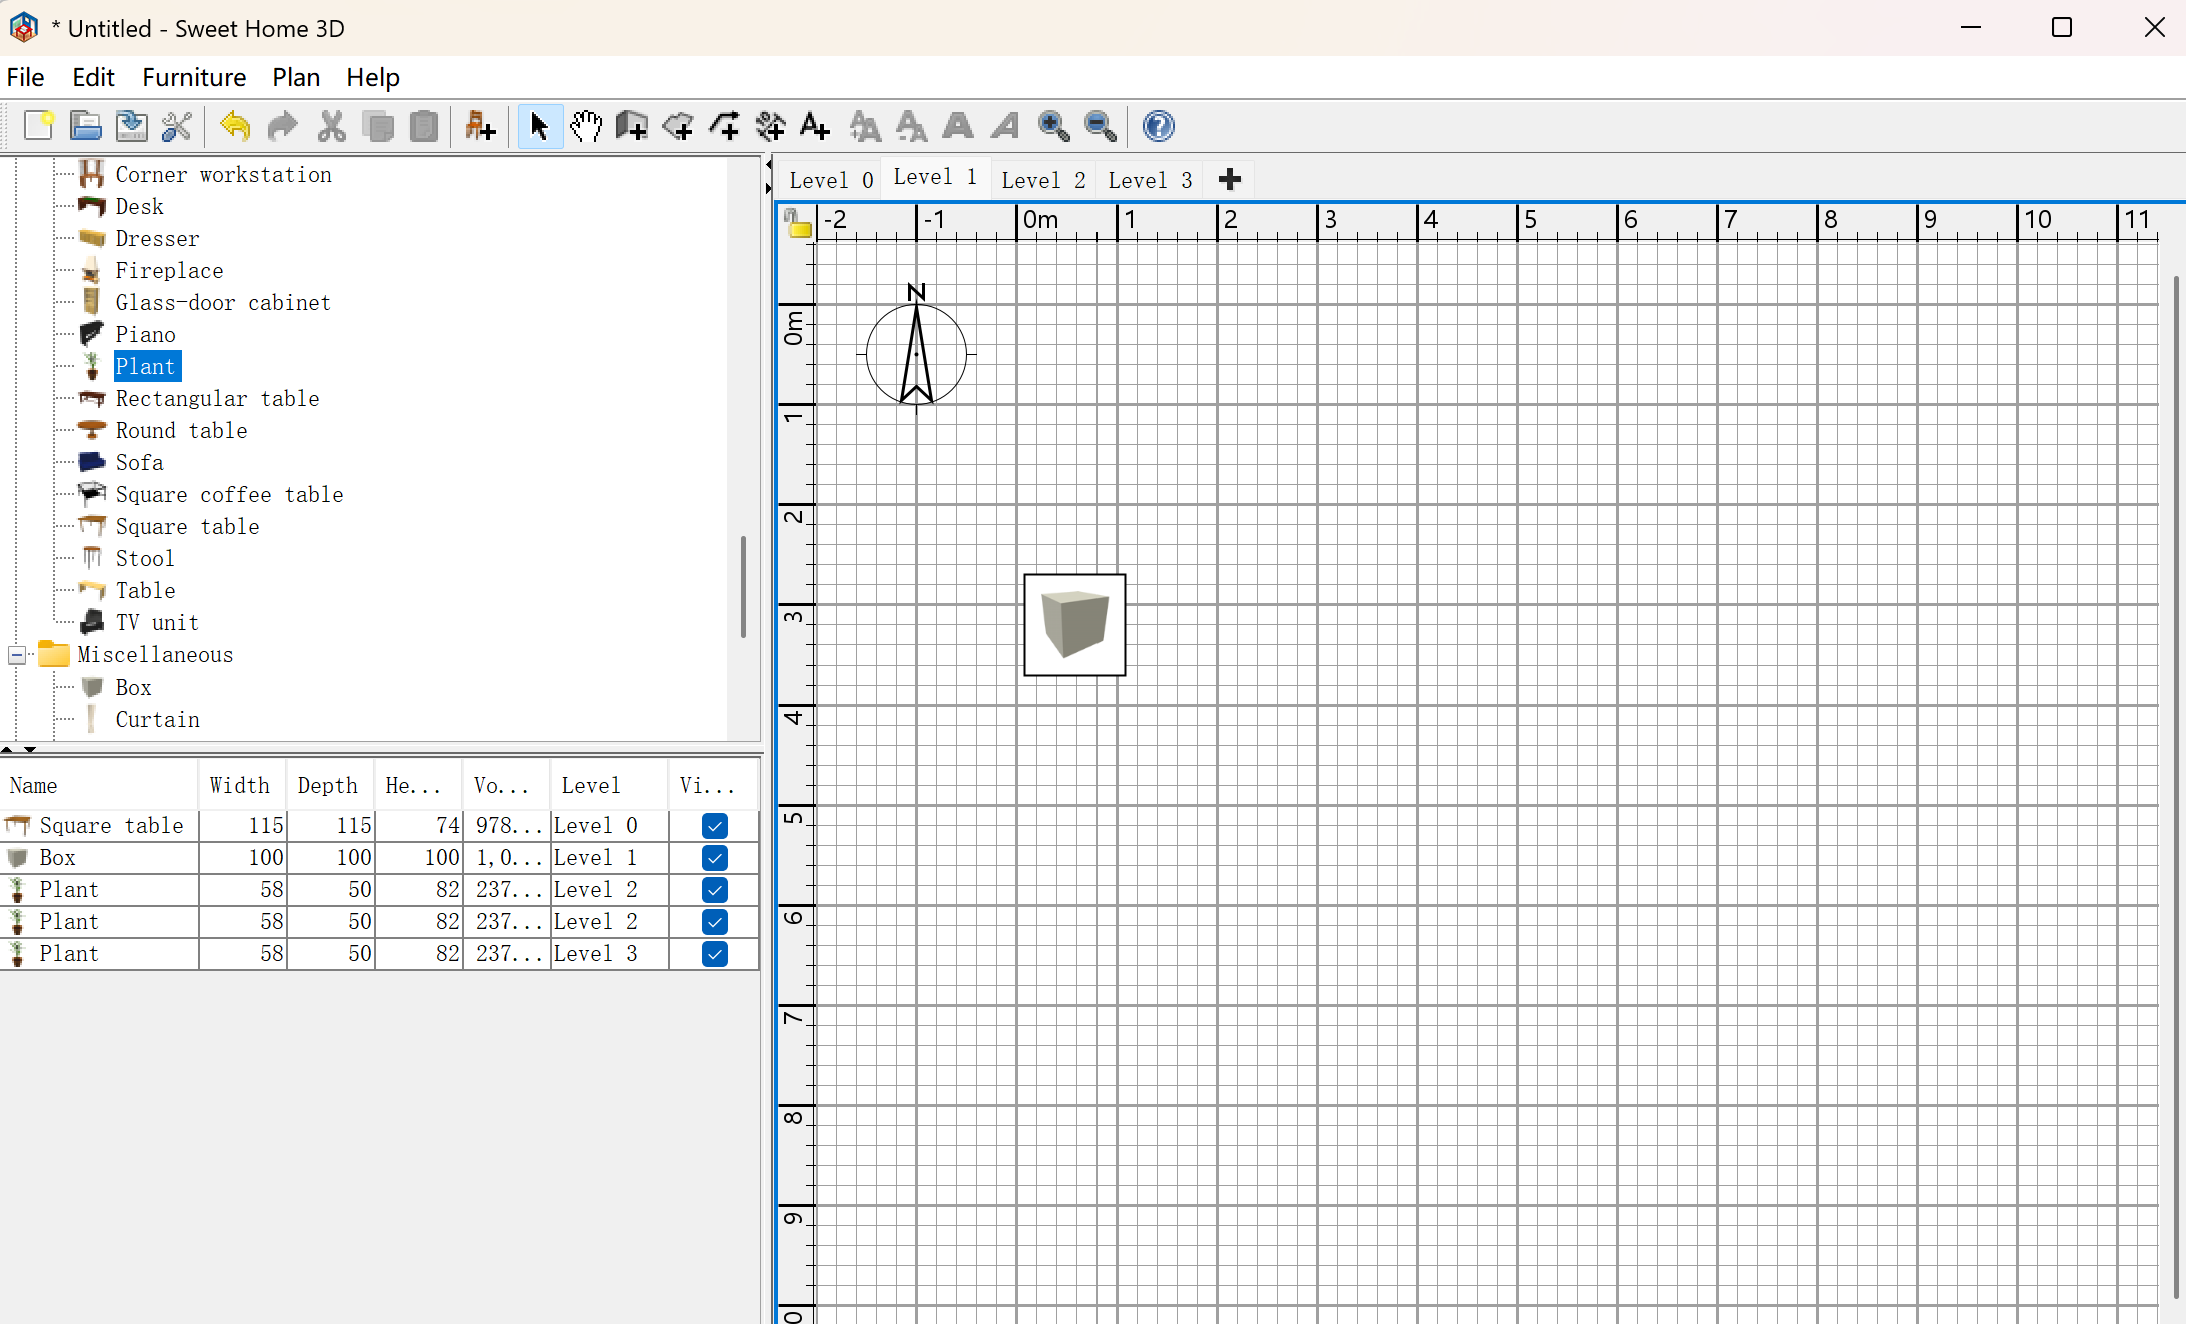 * Untitled - Sweet Home 3D
File Edit Furniture Plan Help
Corner workstation
Desk
Dresser
Fireplace
Glass-door cabinet
Piano
Plant
Rectangular table
Round table
Sofa
Square coffee table
Square table
Stool
Table
TV unit
Miscellaneous
Box
Curtain
Name Width Depth He... Vo... Level Vi...
Square table 115 115 74 978... Level 0
Box 100 100 100 1,0... Level 1
Plant 58 50 82 237... Level 2
Plant 58 50 82 237... Level 2
Plant 58 50 82 237... Level 3
Level 0 Level 1 Level 2 Level 3
-2 -1 0m 1 2 3 4 5 6 7 8 9 10 11
N
0m
1
2
3
4
5
6
7
8
9
0